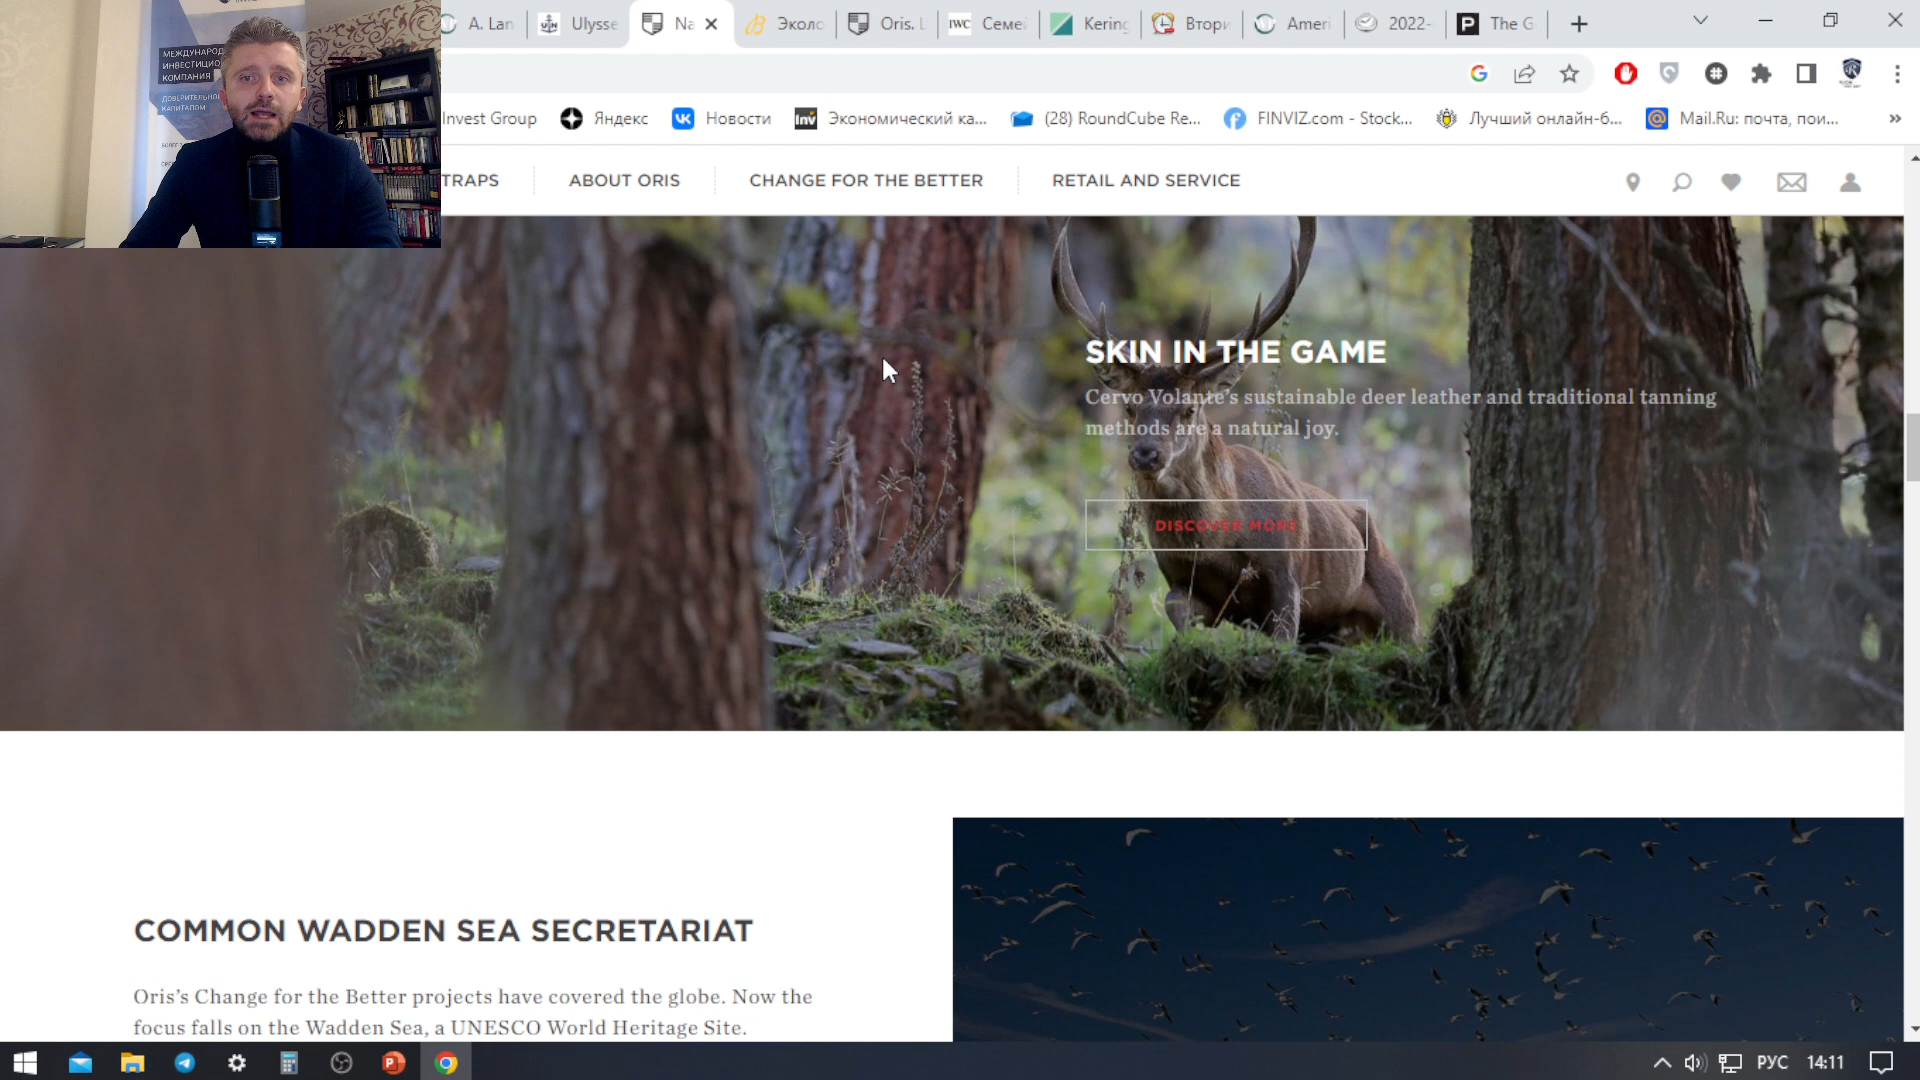 МЕЖДУНАРОД
ИНВЕСТИЦИО
КОМПАНИЯ
ДОВЕРИТЕЛЬНО
КАПИТАЛОМ
A. Lan
Ulysse
Na
Эколо
Oris. L
IWC Семе
Kering
Втори
Ameri
2022-
The G
Invest Group
Яндекс
Новости
Inv Экономический ка...
(28) RoundCube Re...
FINVIZ.com - Stock...
Лучший онлайн-б...
Mail.Ru: почта, пои...
TRAPS
ABOUT ORIS
CHANGE FOR THE BETTER
RETAIL AND SERVICE
SKIN IN THE GAME
Cervo Volante's sustainable deer leather and traditional tanning
methods are a natural joy.
DISCOVER MORE
COMMON WADDEN SEA SECRETARIAT
Oris's Change for the Better projects have covered the globe. Now the
focus falls on the Wadden Sea, a UNESCO World Heritage Site.
РУС
14:11